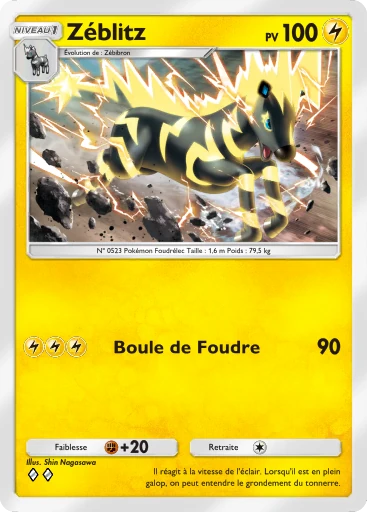 NIVEAU 1
Zéblitz
PV 100
Évolution de : Zébibron
N° 0523 Pokémon Foudrélec Taille : 1,6 m Poids : 79,5 kg
Boule de Foudre 90
Faiblesse +20 Retraite
Illus. Shin Nagasawa
Il réagit à la vitesse de l'éclair. Lorsqu'il est en plein
galop, on peut entendre le grondement du tonnerre.